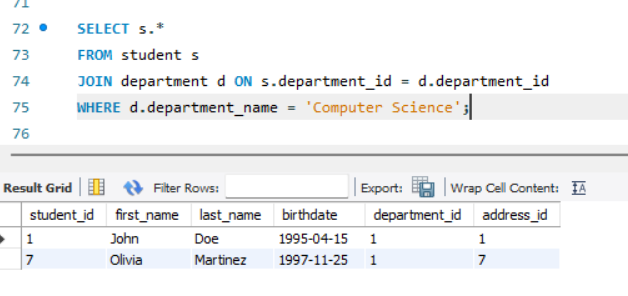 71
72 SELECT s.*
73 FROM student s
74 JOIN department d ON s.department_id = d.department_id
75 WHERE d.department_name = 'Computer Science';
76
Result Grid Filter Rows: Export: Wrap Cell Content: IA
student_id first_name last_name birthdate department_id address_id
1 John Doe 1995-04-15 1 1
7 Olivia Martinez 1997-11-25 1 7